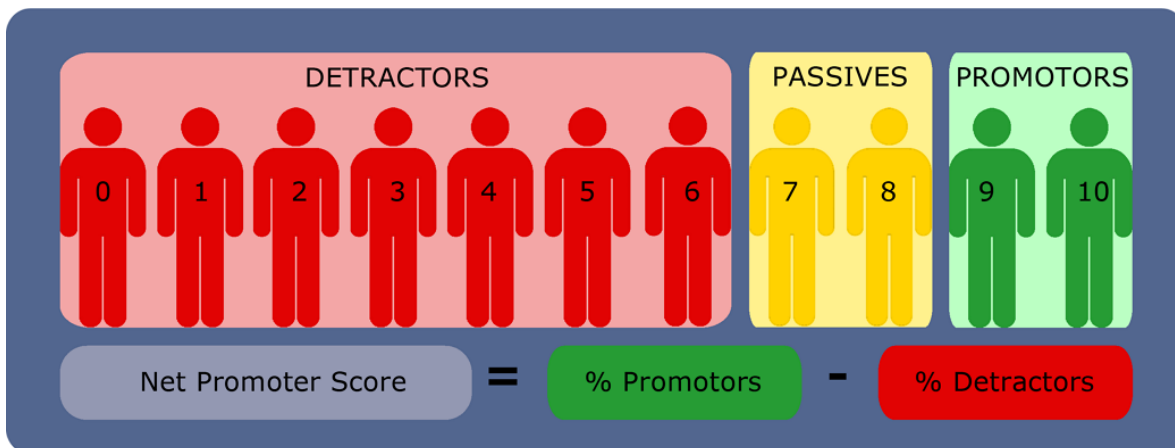 DETRACTORS PASSIVES PROMOTORS
0 1 2 3 4 5 6 7 8 9 10
Net Promoter Score = % Promotors - % Detractors